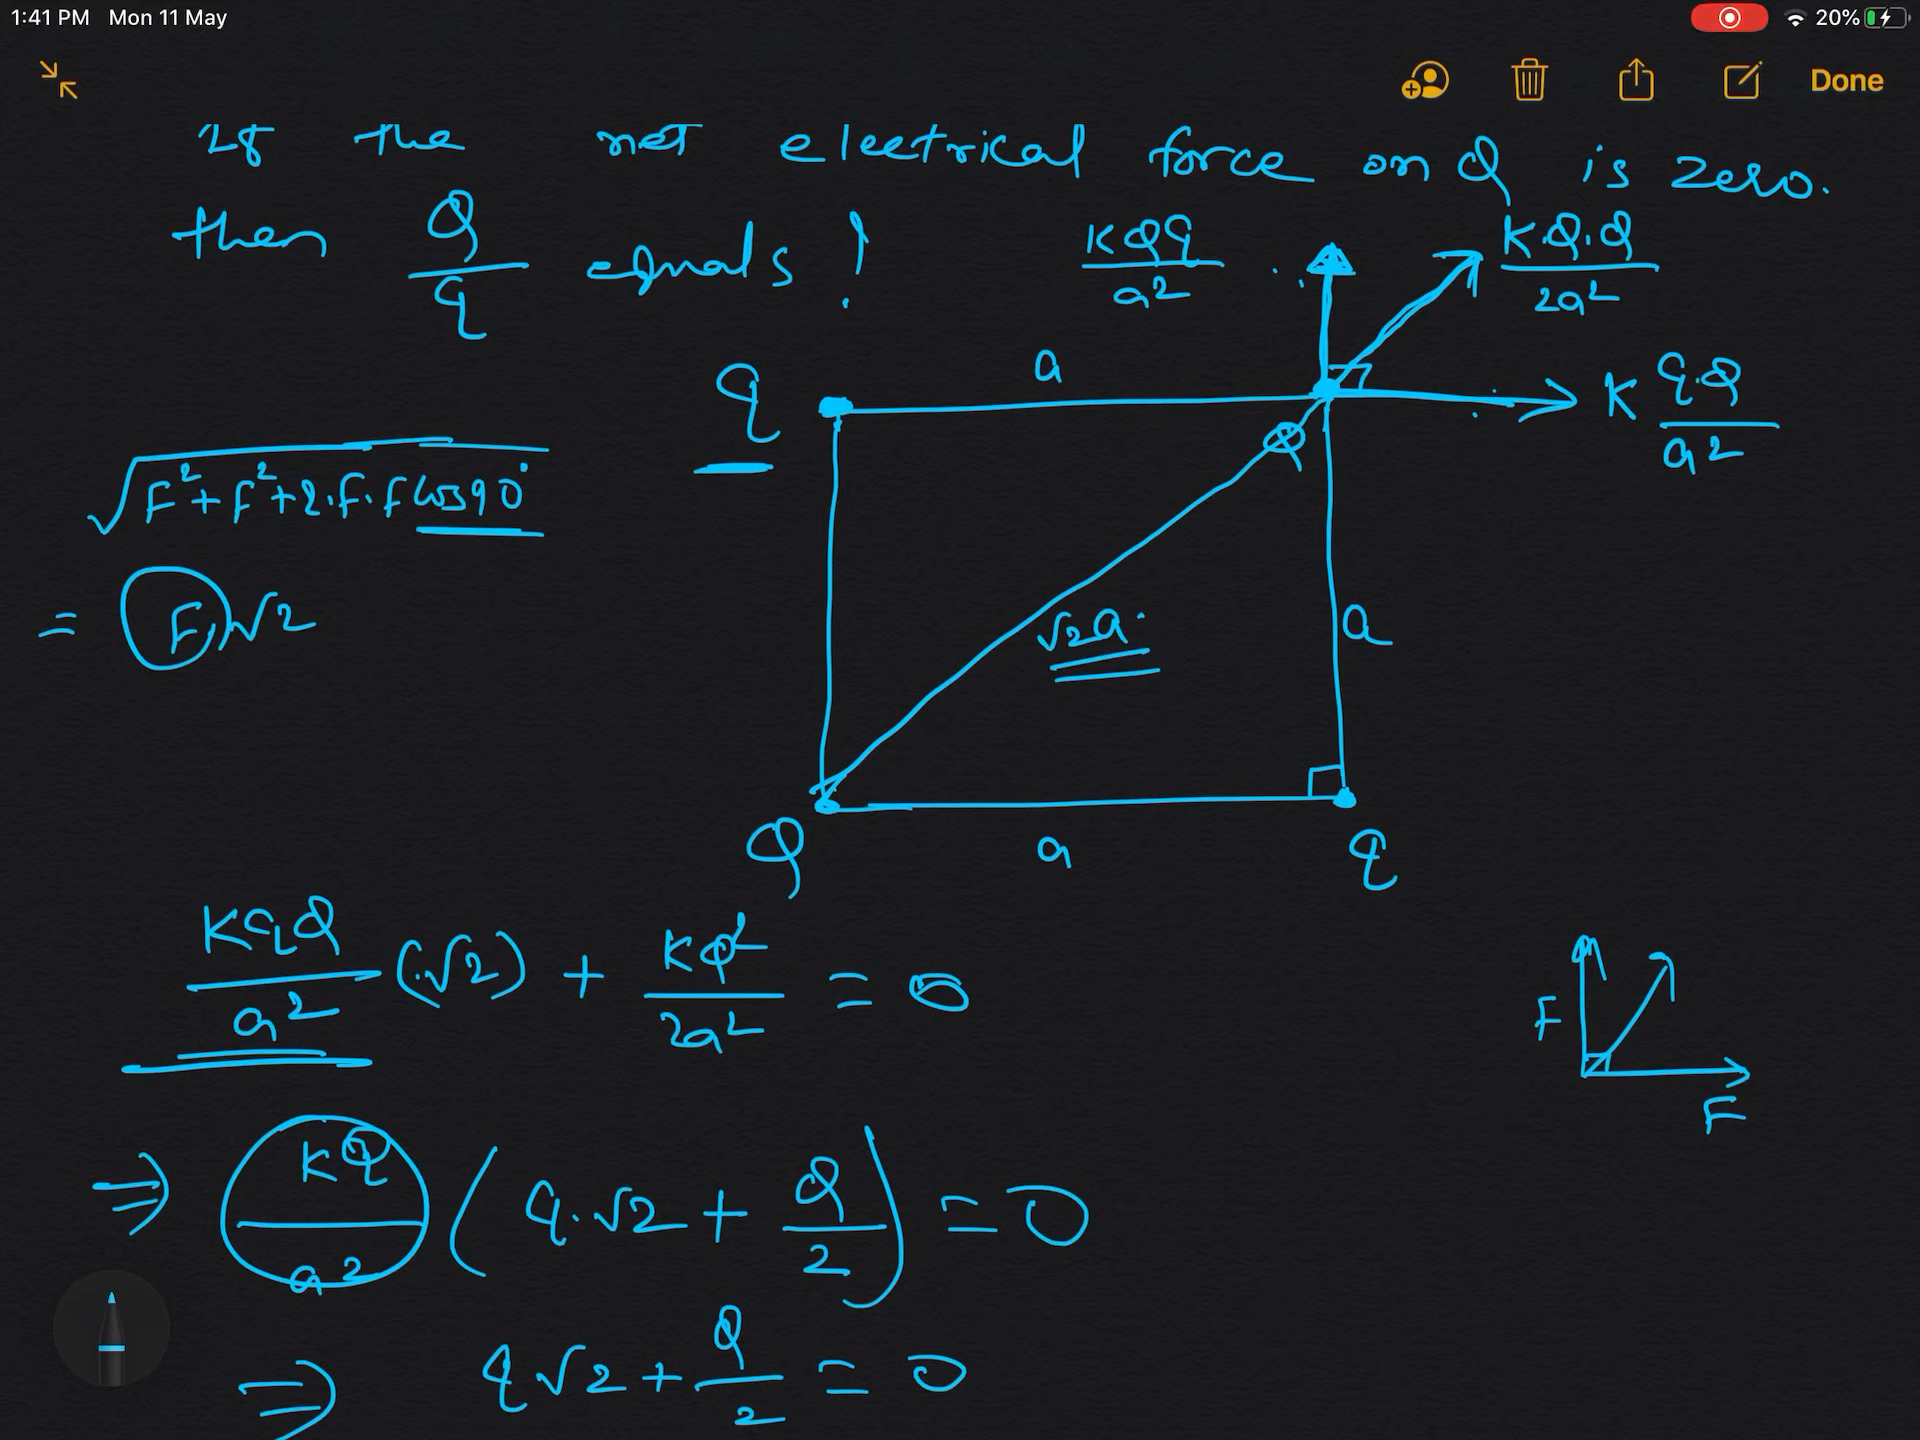 1:41 PM Mon 11 May
20%
Done
If the net electrical force on Q is zero.
then Q/q equals !
KQq/a²
K.Q.Q/2a²
q
a
K q.Q/a²
Q
√F²+F²+2.F.F cos90°
= F√2
√2a.
a
Q
a
q
KqQ/a² (√2) + KQ²/2a² = 0
F
F
⇒ KQ/a² (q.√2 + Q/2) = 0
⇒ q√2 + Q/2 = 0